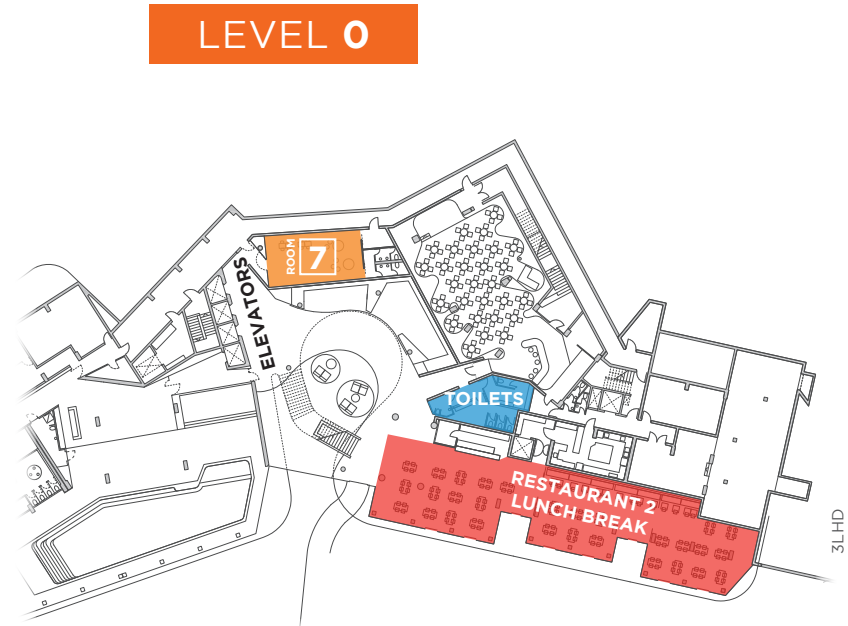 LEVEL 0
ROOM 7
ELEVATORS
TOILETS
RESTAURANT 2
LUNCH BREAK
3LHD